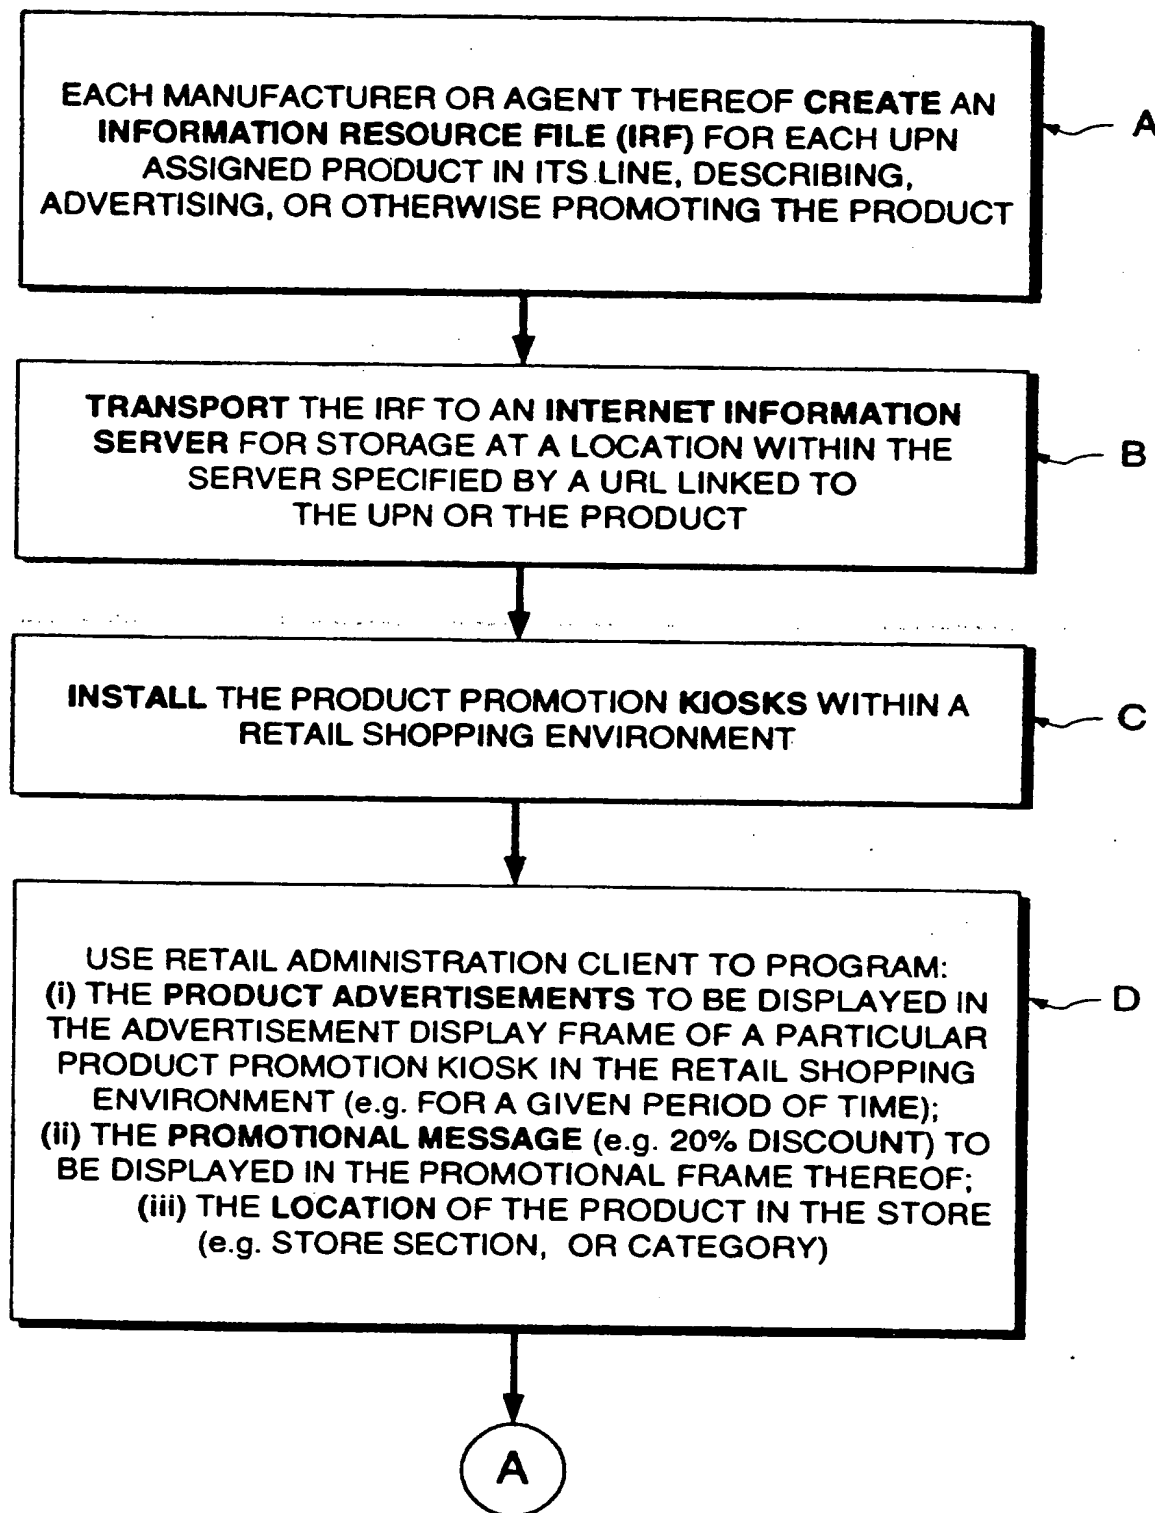 EACH MANUFACTURER OR AGENT THEREOF CREATE AN
INFORMATION RESOURCE FILE (IRF) FOR EACH UPN
ASSIGNED PRODUCT IN ITS LINE, DESCRIBING,
ADVERTISING, OR OTHERWISE PROMOTING THE PRODUCT
A
TRANSPORT THE IRF TO AN INTERNET INFORMATION
SERVER FOR STORAGE AT A LOCATION WITHIN THE
SERVER SPECIFIED BY A URL LINKED TO
THE UPN OR THE PRODUCT
B
INSTALL THE PRODUCT PROMOTION KIOSKS WITHIN A
RETAIL SHOPPING ENVIRONMENT
C
USE RETAIL ADMINISTRATION CLIENT TO PROGRAM:
(i) THE PRODUCT ADVERTISEMENTS TO BE DISPLAYED IN
THE ADVERTISEMENT DISPLAY FRAME OF A PARTICULAR
PRODUCT PROMOTION KIOSK IN THE RETAIL SHOPPING
ENVIRONMENT (e.g. FOR A GIVEN PERIOD OF TIME);
(ii) THE PROMOTIONAL MESSAGE (e.g. 20% DISCOUNT) TO
BE DISPLAYED IN THE PROMOTIONAL FRAME THEREOF;
(iii) THE LOCATION OF THE PRODUCT IN THE STORE
(e.g. STORE SECTION, OR CATEGORY)
D
A